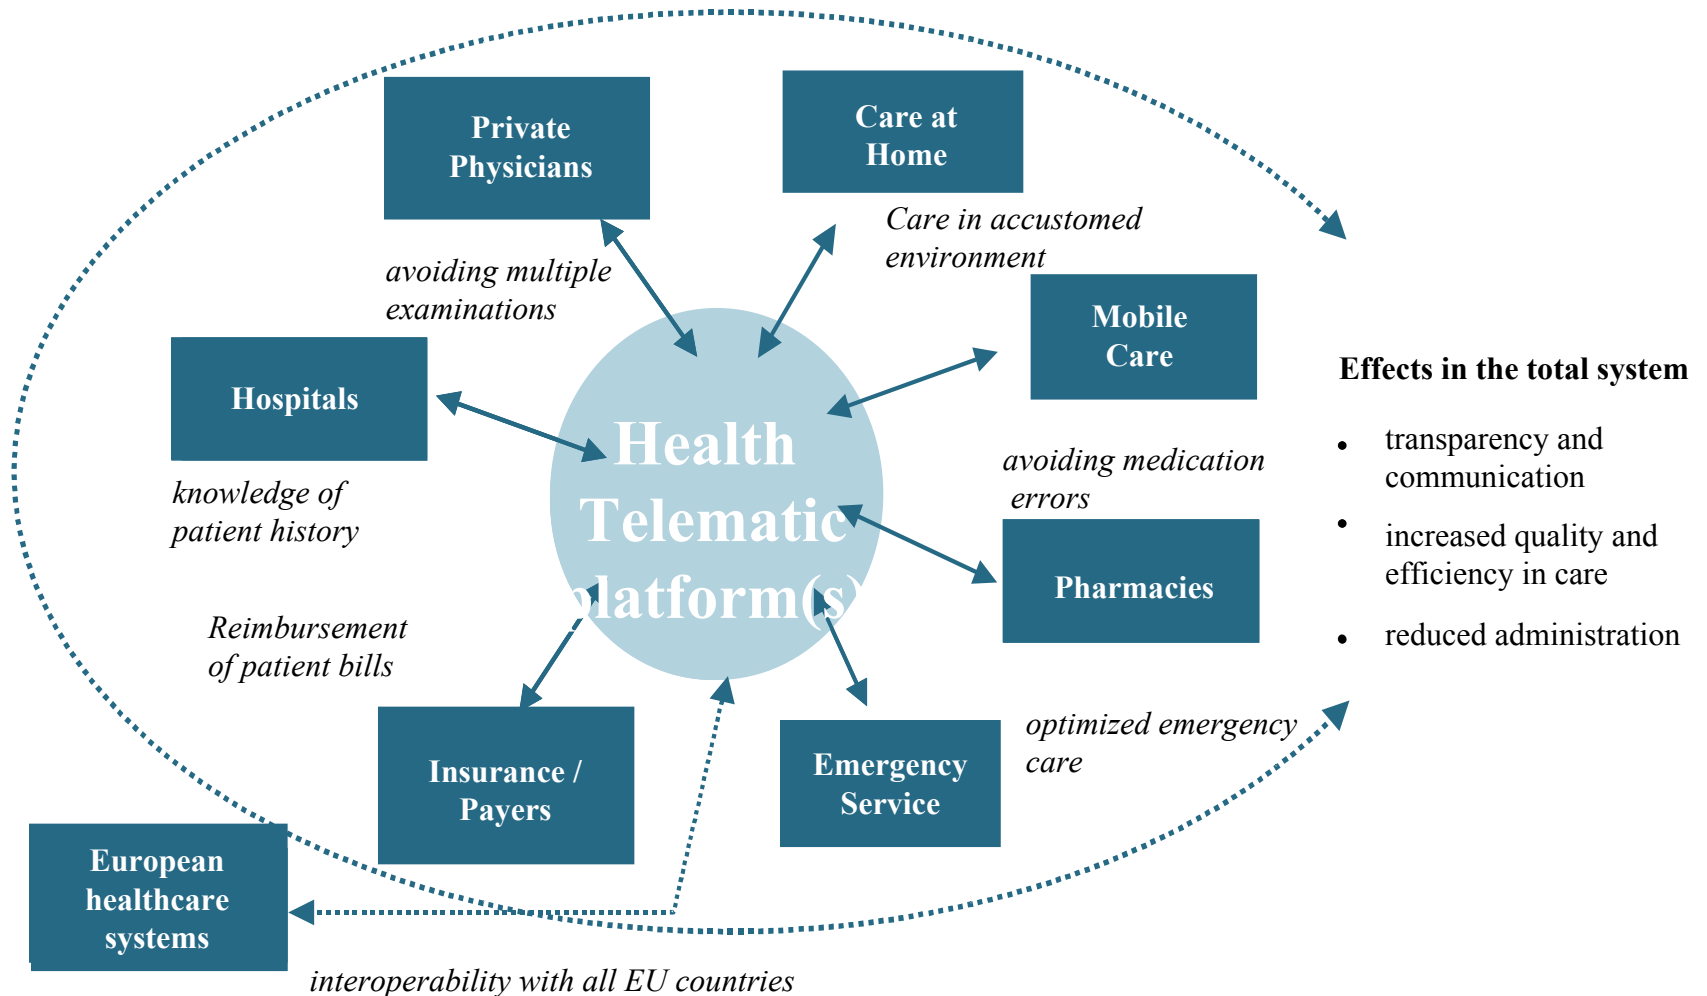 Private
Physicians
Care at
Home
Care in accustomed
environment
avoiding multiple
examinations
Mobile
Care
Hospitals
knowledge of
patient history
Health
Telematic
platform(s)
avoiding medication
errors
Pharmacies
Reimbursement
of patient bills
Insurance /
Payers
Emergency
Service
optimized emergency
care
European
healthcare
systems
interoperability with all EU countries
Effects in the total system
• transparency and
communication
• increased quality and
efficiency in care
• reduced administration